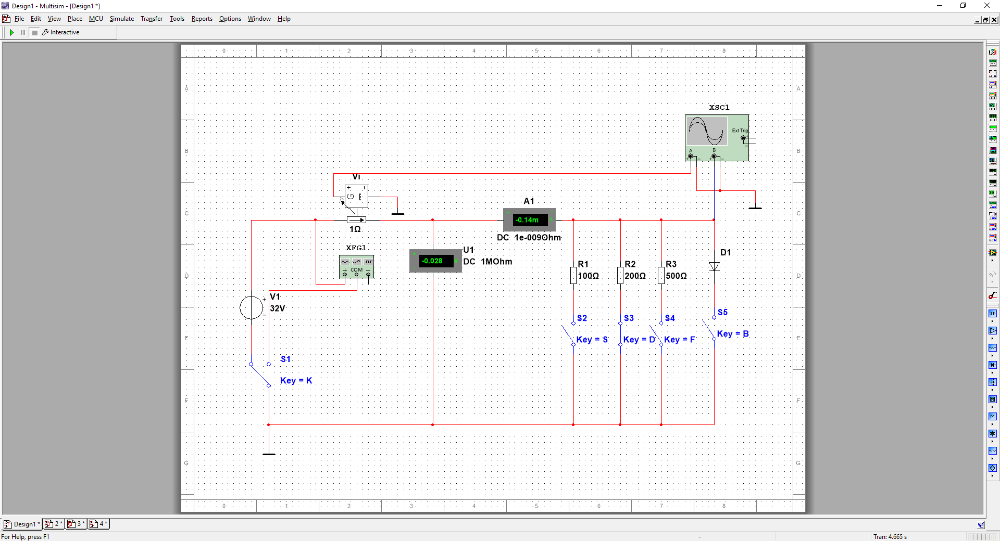 Design1 - Multisim - [Design1 *]
File Edit View Place MCU Simulate Transfer Tools Reports Options Window Help
Interactive
0 1 2 3 4 5 6 7 8
A A
XSC1
Ext Trig
+
-
A B
+ - + -
B B
Vi
+ -
G
A1
-0.14m A
C C
1Ω
DC 1e-009Ohm
XFG1
+ COM -
U1
-0.028 V
DC 1MOhm
D1
R1
100Ω
R2
200Ω
R3
500Ω
D D
V1
32V
+
-
S2
Key = S
S3
Key = D
S4
Key = F
S5
Key = B
E E
S1
Key = K
F F
G G
0 1 2 3 4 5 6 7 8
Design1 * 2 * 3 * 4 *
For Help, press F1
-
Tran: 4.665 s